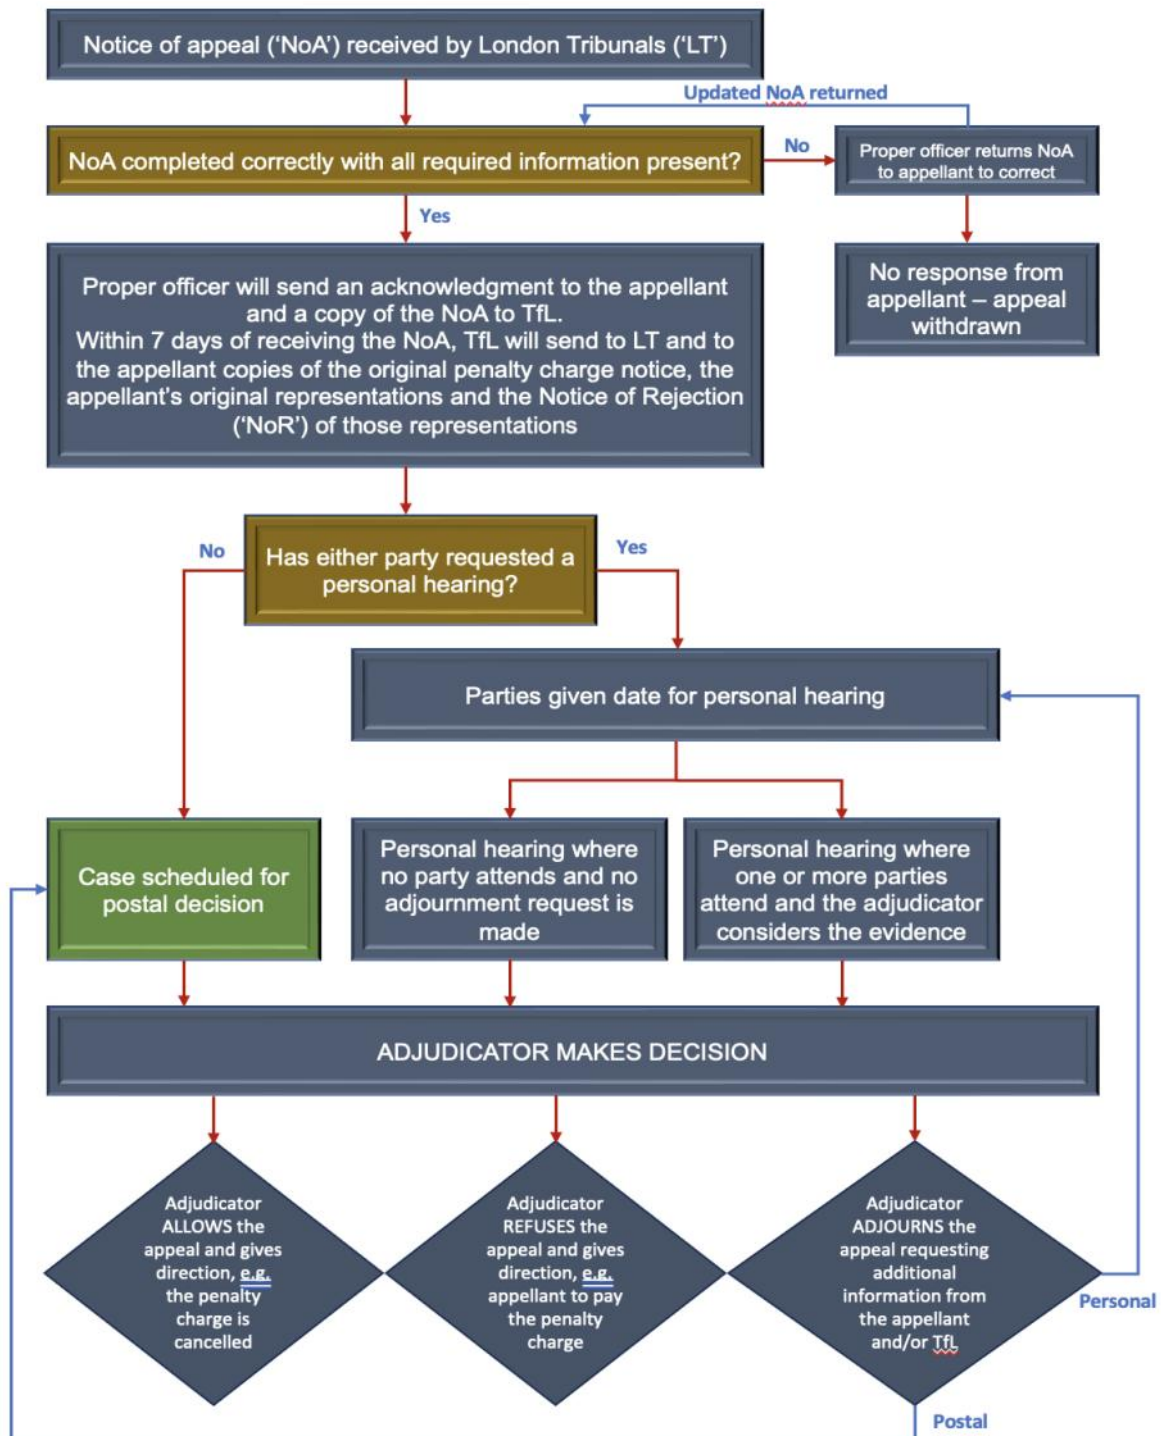 Notice of appeal (‘NoA’) received by London Tribunals (‘LT’)
Updated NoA returned
NoA completed correctly with all required information present?
No
Proper officer returns NoA
to appellant to correct
Yes
Proper officer will send an acknowledgment to the appellant
and a copy of the NoA to TfL.
Within 7 days of receiving the NoA, TfL will send to LT and to
the appellant copies of the original penalty charge notice, the
appellant’s original representations and the Notice of Rejection
(‘NoR’) of those representations
No response from
appellant – appeal
withdrawn
Has either party requested a
personal hearing?
No
Yes
Parties given date for personal hearing
Case scheduled for
postal decision
Personal hearing where
no party attends and no
adjournment request is
made
Personal hearing where
one or more parties
attend and the adjudicator
considers the evidence
ADJUDICATOR MAKES DECISION
Adjudicator
ALLOWS the
appeal and gives
direction, e.g.
the penalty
charge is
cancelled
Adjudicator
REFUSES the
appeal and gives
direction, e.g.
appellant to pay
the penalty
charge
Adjudicator
ADJOURNS the
appeal requesting
additional
information from
the appellant
and/or TfL
Personal
Postal